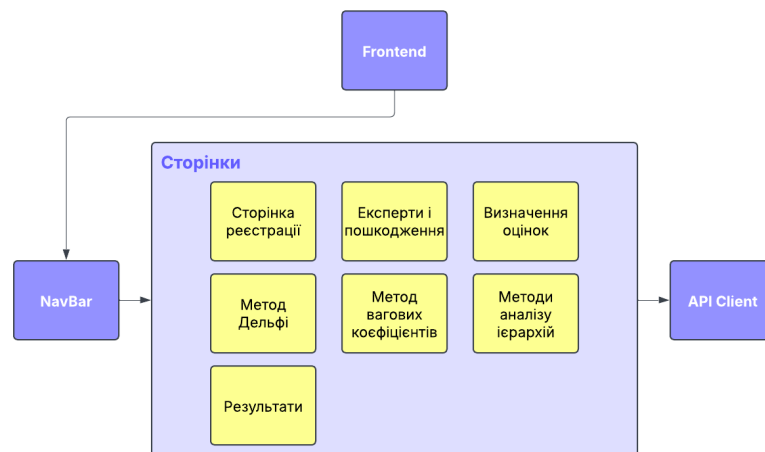 Frontend
Сторінки
Сторінка
реєстрації
Експерти і
пошкодження
Визначення
оцінок
NavBar
Метод
Дельфі
Метод
вагових
коєфіцієнтів
Методи
аналізу
ієрархій
API Client
Результати